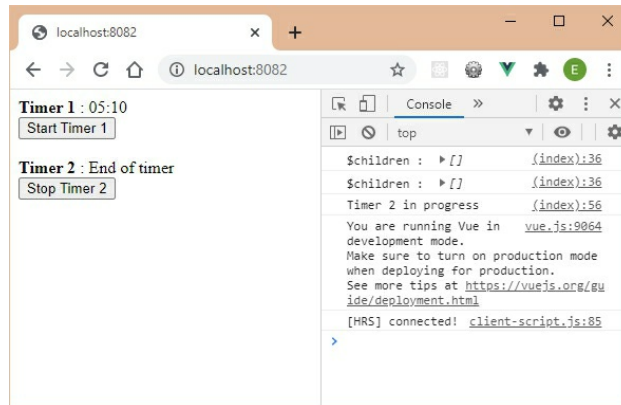 localhost:8082
localhost:8082
E
Timer 1 : 05:10
Start Timer 1
Timer 2 : End of timer
Stop Timer 2
Console
top
$children : ▶[] (index):36
$children : ▶[] (index):36
Timer 2 in progress (index):56
You are running Vue in vue.js:9064
development mode.
Make sure to turn on production mode
when deploying for production.
See more tips at https://vuejs.org/gu
ide/deployment.html
[HRS] connected! client-script.js:85